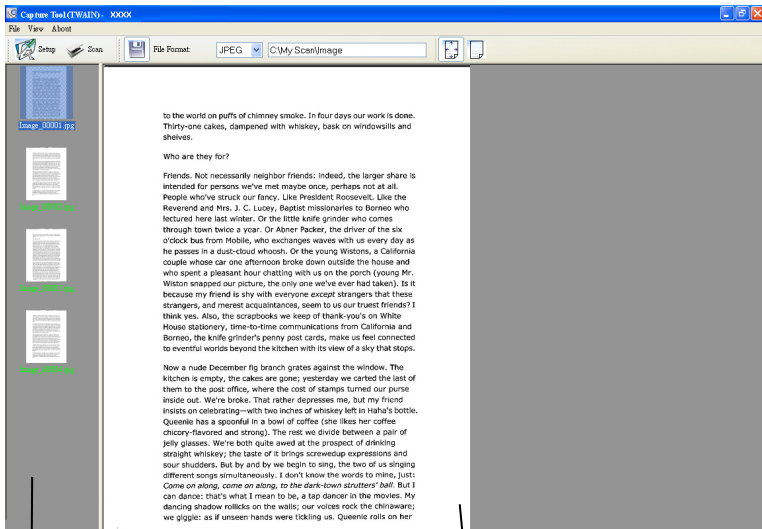 Capture Tool(TWAIN) - XXXX
File View About
Setup Scan File Format: JPEG C:\My Scan\Image
Image_00001.jpg
to the world on puffs of chimney smoke. In four days our work is done.
Thirty-one cakes, dampened with whiskey, bask on windowsills and
shelves.
Who are they for?
Friends. Not necessarily neighbor friends: indeed, the larger share is
intended for persons we've met maybe once, perhaps not at all.
People who've struck our fancy. Like President Roosevelt. Like the
Reverend and Mrs. J. C. Lucey, Baptist missionaries to Borneo who
lectured here last winter. Or the little knife grinder who comes
through town twice a year. Or Abner Packer, the driver of the six
o'clock bus from Mobile, who exchanges waves with us every day as
he passes in a dust-cloud whoosh. Or the young Wistons, a California
couple whose car one afternoon broke down outside the house and
who spent a pleasant hour chatting with us on the porch (young Mr.
Wiston snapped our picture, the only one we've ever had taken). Is it
because my friend is shy with everyone except strangers that these
strangers, and merest acquaintances, seem to us our truest friends? I
think yes. Also, the scrapbooks we keep of thank-you's on White
House stationery, time-to-time communications from California and
Borneo, the knife grinder's penny post cards, make us feel connected
to eventful worlds beyond the kitchen with its view of a sky that stops.
Now a nude December fig branch grates against the window. The
kitchen is empty, the cakes are gone; yesterday we carted the last of
them to the post office, where the cost of stamps turned our purse
inside out. We're broke. That rather depresses me, but my friend
insists on celebrating—with two inches of whiskey left in Haha's bottle.
Queenie has a spoonful in a bowl of coffee (she likes her coffee
chicory-flavored and strong). The rest we divide between a pair of
jelly glasses. We're both quite awed at the prospect of drinking
straight whiskey; the taste of it brings screwedup expressions and
sour shudders. But by and by we begin to sing, the two of us singing
different songs simultaneously. I don't know the words to mine, just:
Come on along, come on along, to the dark-town strutters' ball. But I
can dance: that's what I mean to be, a tap dancer in the movies. My
dancing shadow rollicks on the walls; our voices rock the chinaware;
we giggle: as if unseen hands were tickling us. Queenie rolls on her